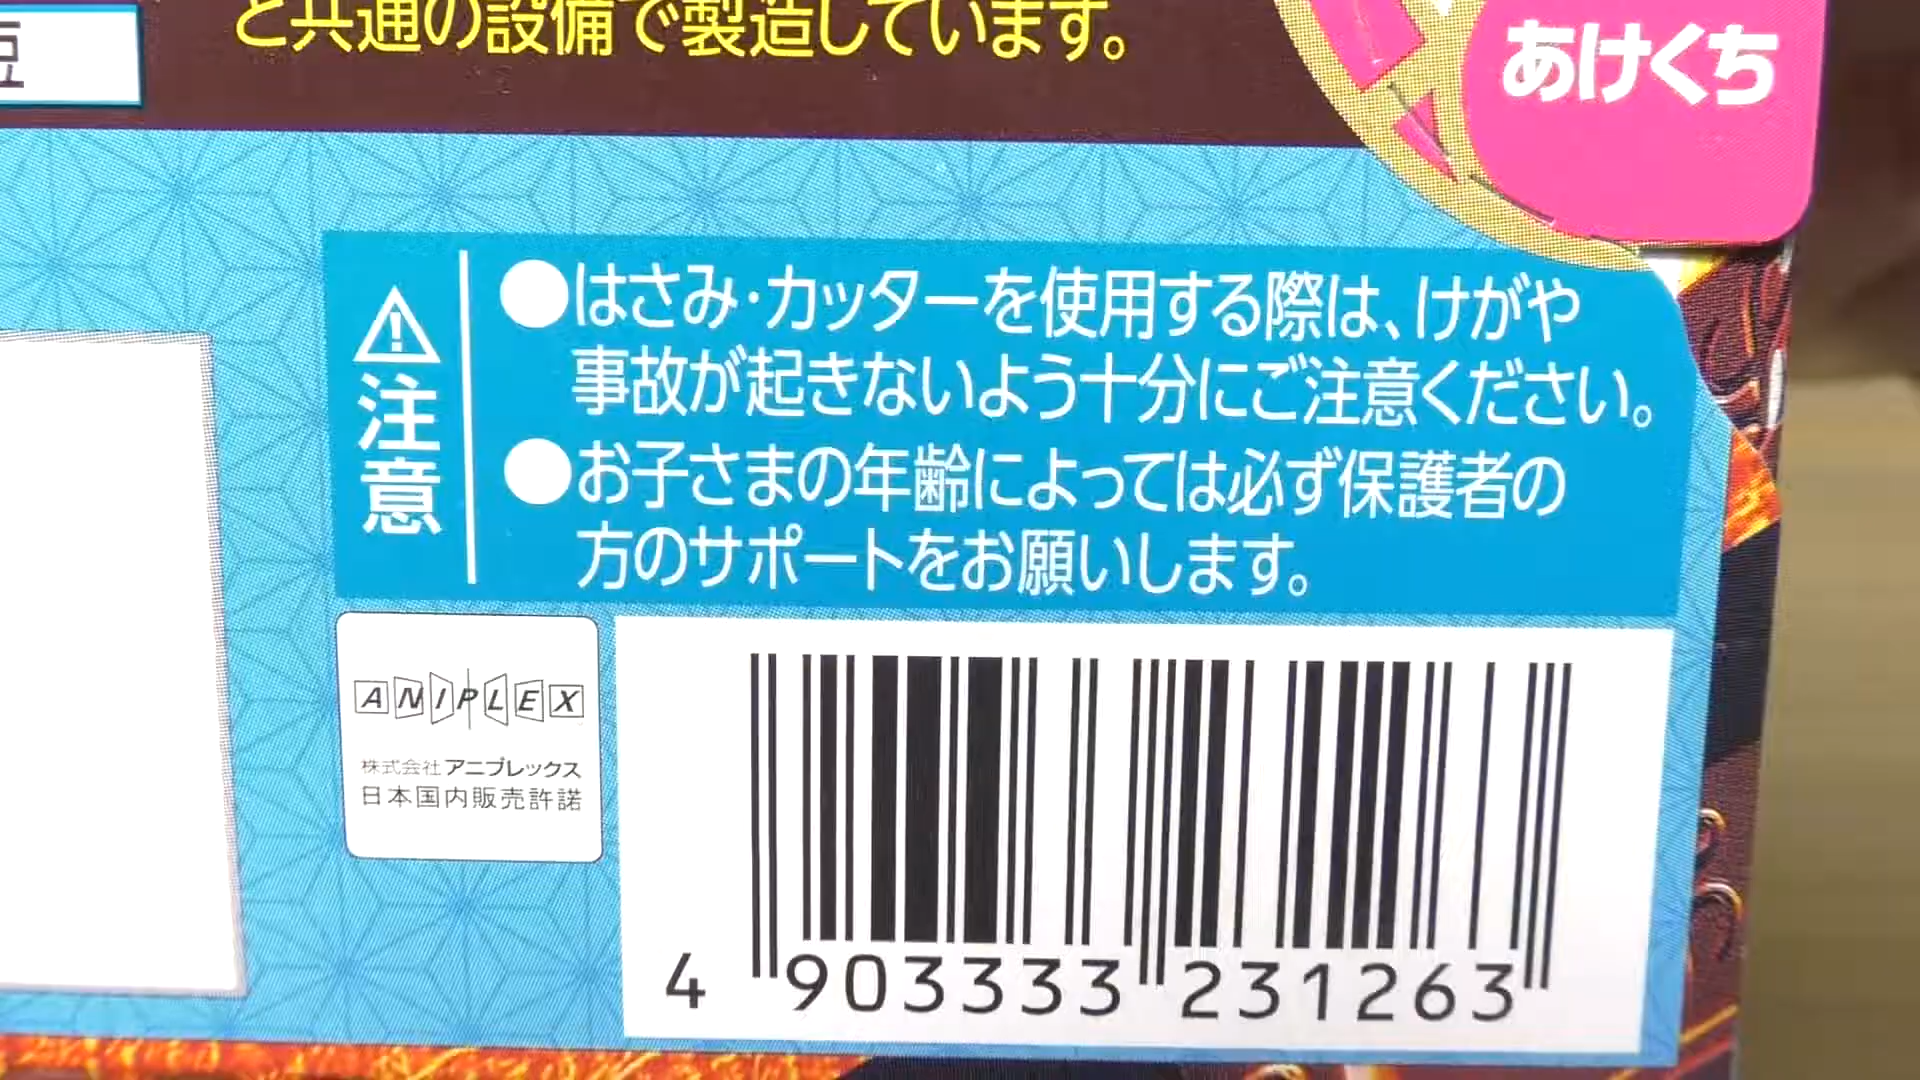 と共通の設備で製造しています。
豆
あけくち
注意
●はさみ・カッターを使用する際は、けがや
事故が起きないよう十分にご注意ください。
●お子さまの年齢によっては必ず保護者の
方のサポートをお願いします。
ANIPLEX
株式会社アニプレックス
日本国内販売許諾
4 903333 231263